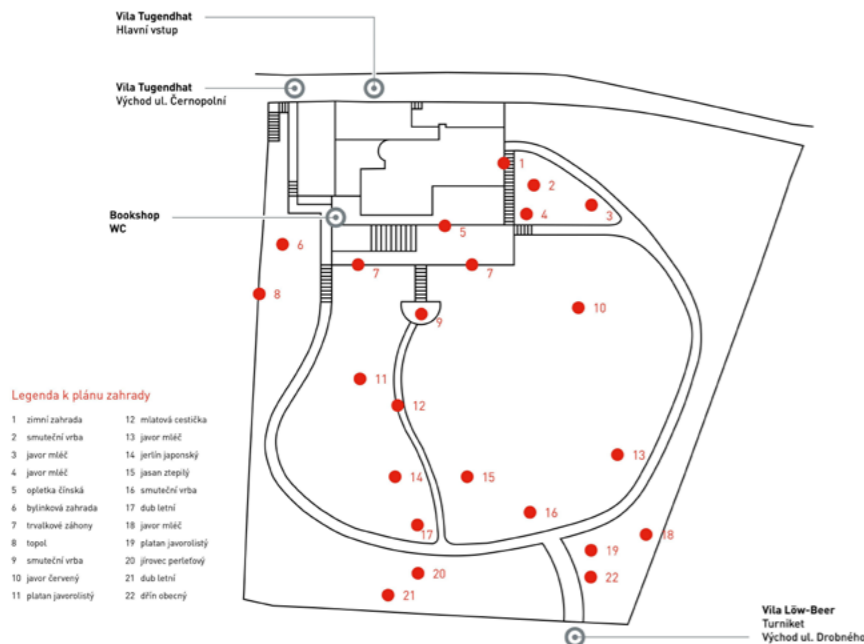 Vila Tugendhat
Hlavní vstup
Vila Tugendhat
Východ ul. Černopolní
1
2
3
4
Bookshop
WC
5
6
7
7
8
9
10
11
12
13
14
15
16
17
18
19
20
21
22
Legenda k plánu zahrady
1 zimní zahrada
2 smuteční vrba
3 javor mléč
4 javor mléč
5 opletka čínská
6 bylinková zahrada
7 trvalkové záhony
8 topol
9 smuteční vrba
10 javor červený
11 platan javorolistý
12 mlatová cestička
13 javor mléč
14 jerlín japonský
15 jasan ztepilý
16 smuteční vrba
17 dub letní
18 javor mléč
19 platan javorolistý
20 jírovec perleťový
21 dub letní
22 dřín obecný
Vila Löw-Beer
Turniket
Východ ul. Drobného